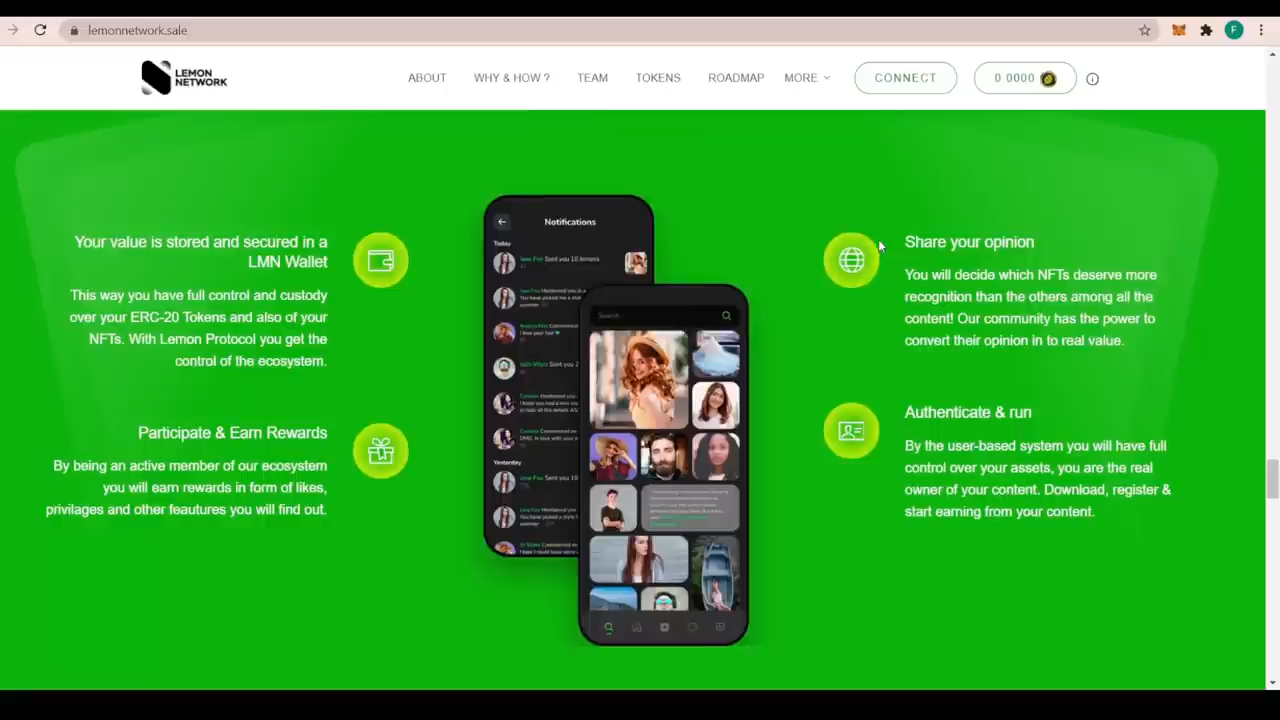 lemonnetwork.sale
F
LEMON
NETWORK
ABOUT
WHY & HOW ?
TEAM
TOKENS
ROADMAP
MORE
CONNECT
0 0000
Your value is stored and secured in a
LMN Wallet
This way you have full control and custody
over your ERC-20 Tokens and also of your
NFTs. With Lemon Protocol you get the
control of the ecosystem.
Participate & Earn Rewards
By being an active member of our ecosystem
you will earn rewards in form of likes,
privilages and other feautures you will find out.
Notifications
Today
Sent you 10 lemons
Yesterday
Search
Share your opinion
You will decide which NFTs deserve more
recognition than the others among all the
content! Our community has the power to
convert their opinion in to real value.
Authenticate & run
By the user-based system you will have full
control over your assets, you are the real
owner of your content. Download, register &
start earning from your content.